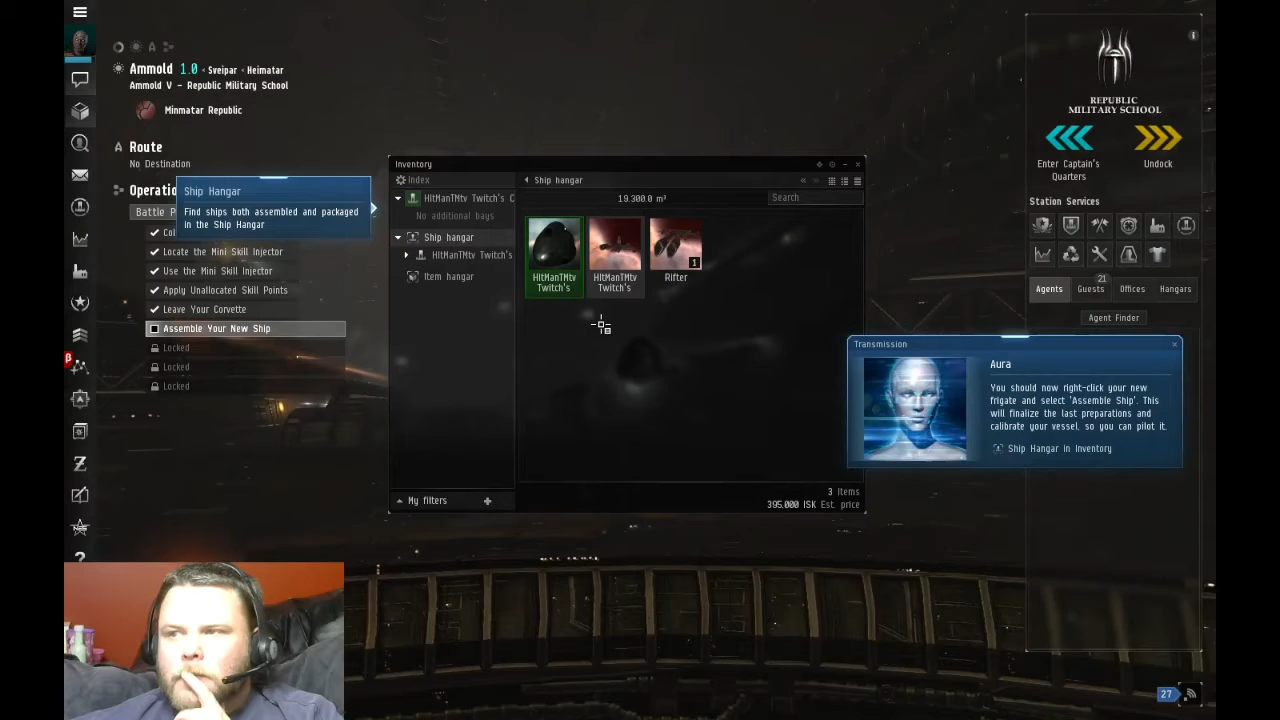 Ammold 1.0 < Sveipar < Heimatar
Ammold V - Republic Military School
Minmatar Republic
Route
No Destination
Operatio
Ship Hangar
Find ships both assembled and packaged
in the Ship Hangar
Battle P
Col
Locate the Mini Skill Injector
Use the Mini Skill Injector
Apply Unallocated Skill Points
Leave Your Corvette
Assemble Your New Ship
Locked
Locked
Locked
β
Inventory
Index
HItManTMtv Twitch's C
No additional bays
Ship hangar
HItManTMtv Twitch's
Item hangar
My filters
Ship hangar
19,300.0 m³
Search
HItManTMtv
Twitch's
HItManTMtv
Twitch's
1
Rifter
3 Items
395,000 ISK Est. price
REPUBLIC
MILITARY SCHOOL
Enter Captain's
Quarters
Undock
Station Services
21
Agents
Guests
Offices
Hangars
Agent Finder
Transmission
Aura
You should now right-click your new
frigate and select 'Assemble Ship'. This
will finalize the last preparations and
calibrate your vessel, so you can pilot it.
Ship Hangar in Inventory
27